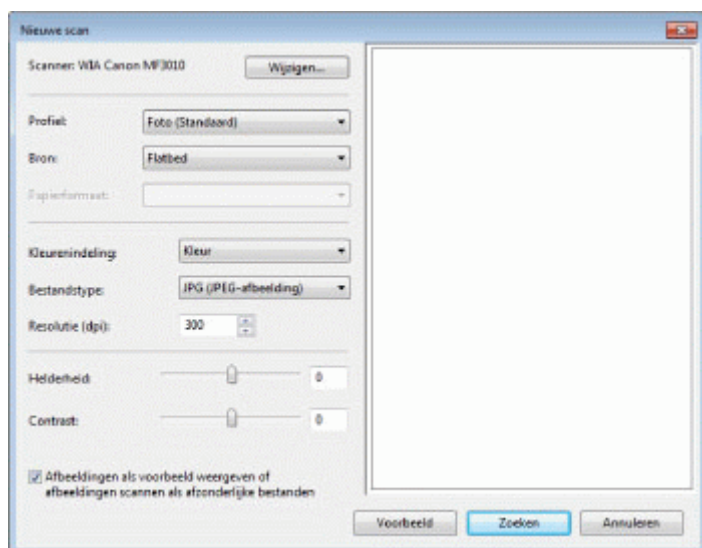 Nieuwe scan
Scanner: WIA Canon MF3010
Wijzigen...
Profiel:
Foto (Standaard)
Bron:
Flatbed
Papierformaat:
Kleurenindeling:
Kleur
Bestandstype:
JPG (JPEG-afbeelding)
Resolutie (dpi):
300
Helderheid:
0
Contrast:
0
Afbeeldingen als voorbeeld weergeven of
afbeeldingen scannen als afzonderlijke bestanden
Voorbeeld
Zoeken
Annuleren